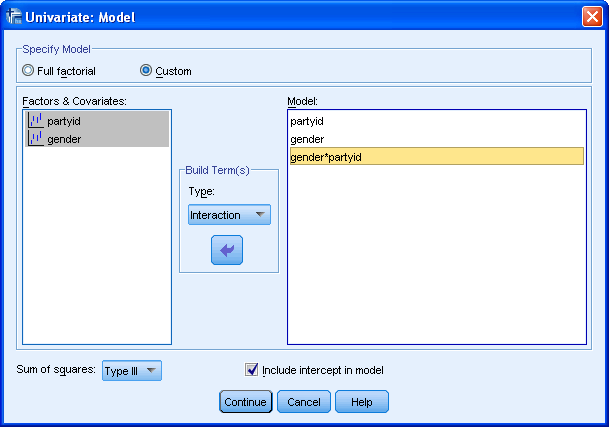 Univariate: Model
Specify Model
Full factorial
Custom
Factors & Covariates:
partyid
gender
Build Term(s)
Type:
Interaction
Model:
partyid
gender
gender*partyid
Sum of squares: Type III
Include intercept in model
Continue Cancel Help